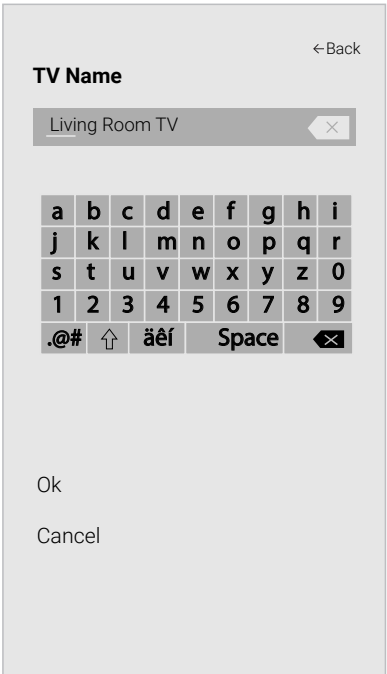 ←Back
TV Name
Living Room TV
a b c d e f g h i
j k l m n o p q r
s t u v w x y z 0
1 2 3 4 5 6 7 8 9
.@# äêí Space
Ok
Cancel